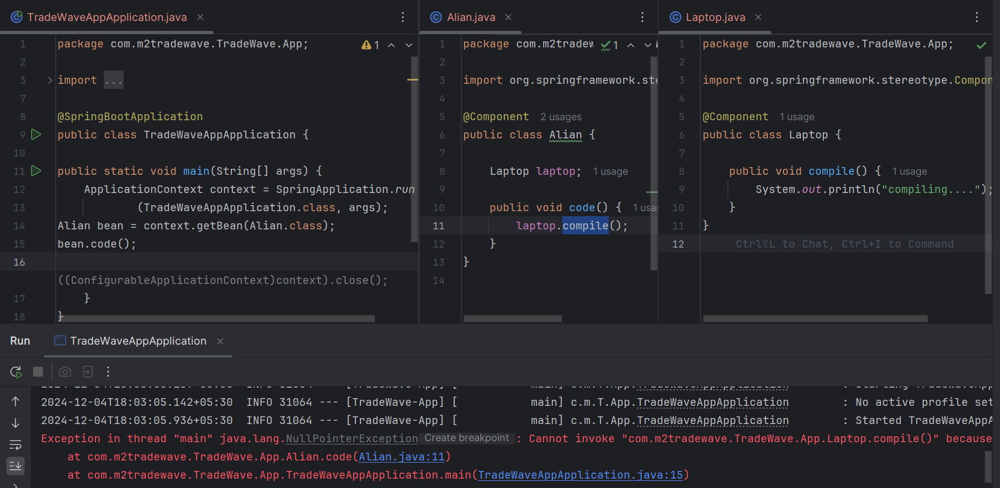 TradeWaveAppApplication.java
Alian.java
Laptop.java
1 package com.m2tradewave.TradeWave.App; 1
2
3 import ...
7
8 @SpringBootApplication
9 public class TradeWaveAppApplication {
10
11 public static void main(String[] args) {
12 ApplicationContext context = SpringApplication.run
13 (TradeWaveAppApplication.class, args);
14 Alian bean = context.getBean(Alian.class);
15 bean.code();
16
((ConfigurableApplicationContext)context).close();
17 }
18 }
1 package com.m2tradew 1
2
3 import org.springframework.ste
4
5 @Component 2 usages
6 public class Alian {
7
8 Laptop laptop; 1 usage
9
10 public void code() { 1 usag
11 laptop.compile();
12 }
13 }
14
1 package com.m2tradewave.TradeWave.App;
2
3 import org.springframework.stereotype.Compon
4
5 @Component 1 usage
6 public class Laptop {
7
8 public void compile() { 1 usage
9 System.out.println("compiling....");
10 }
11 }
12 Ctrl⇧L to Chat, Ctrl+I to Command
Run TradeWaveAppApplication
2024-12-04T18:03:05.142+05:30 INFO 31064 --- [TradeWave-App] [ main] c.m.T.App.TradeWaveAppApplication : No active profile set
2024-12-04T18:03:05.936+05:30 INFO 31064 --- [TradeWave-App] [ main] c.m.T.App.TradeWaveAppApplication : Started TradeWaveAppA
Exception in thread "main" java.lang.NullPointerException Create breakpoint : Cannot invoke "com.m2tradewave.TradeWave.App.Laptop.compile()" because
at com.m2tradewave.TradeWave.App.Alian.code(Alian.java:11)
at com.m2tradewave.TradeWave.App.TradeWaveAppApplication.main(TradeWaveAppApplication.java:15)